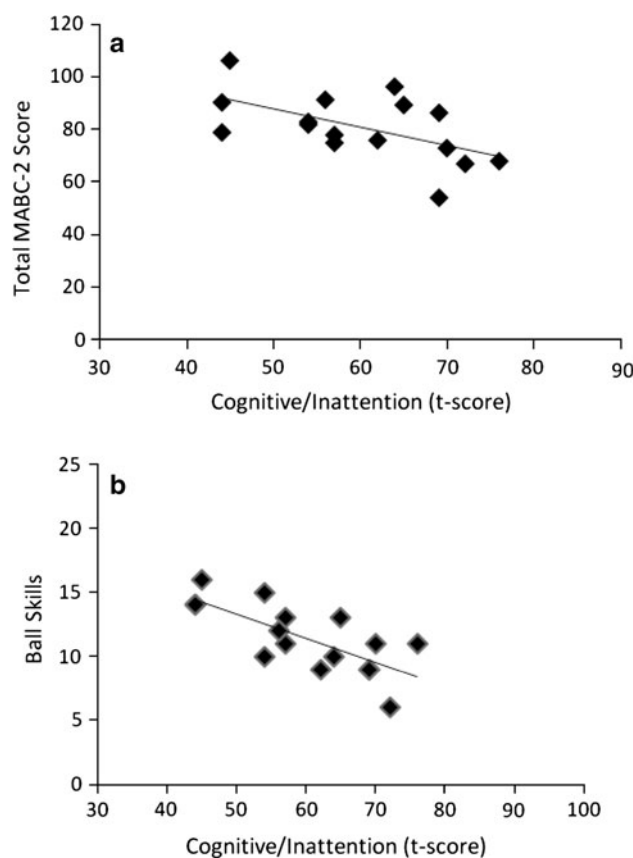 a
120
100
80
60
40
20
0
Total MABC-2 Score
30 40 50 60 70 80 90
Cognitive/Inattention (t-score)
b
25
20
15
10
5
0
Ball Skills
30 40 50 60 70 80 90 100
Cognitive/Inattention (t-score)